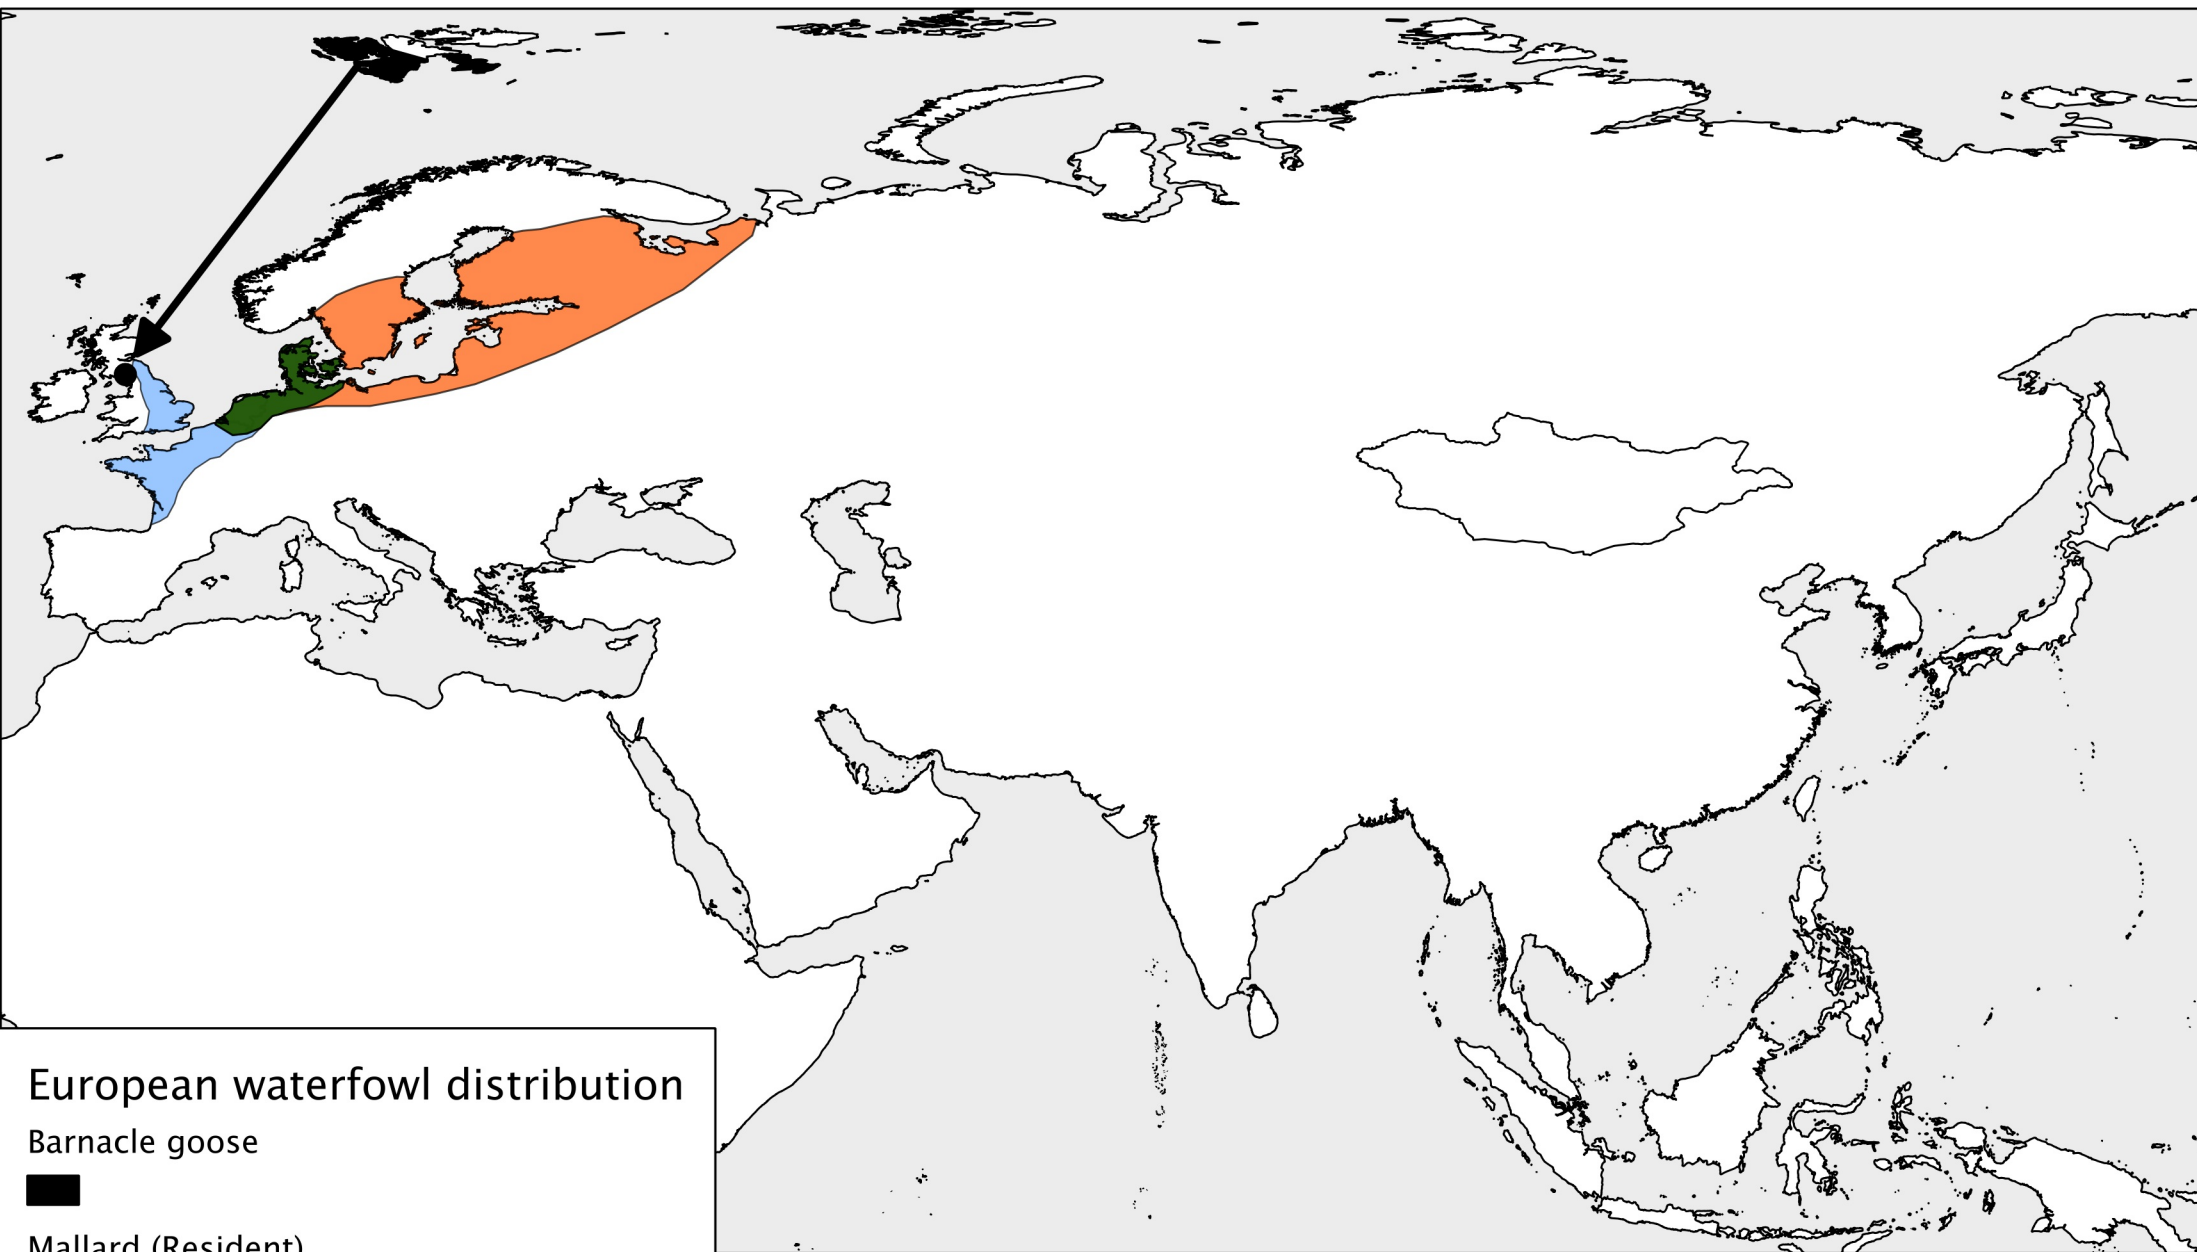 European waterfowl distribution
Barnacle goose
Mallard (Resident)